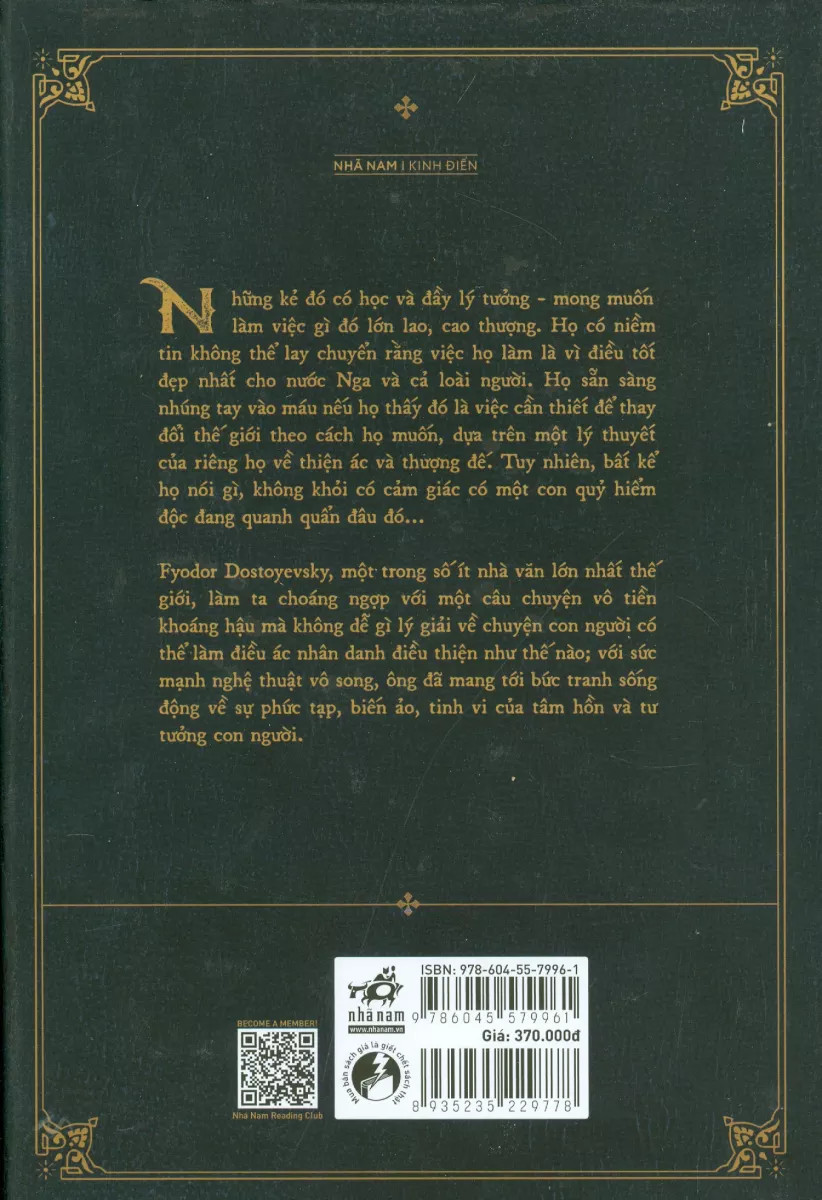 NHÃ NAM | KINH ĐIỂN
Những kẻ đó có học và đầy lý tưởng - mong muốn
làm việc gì đó lớn lao, cao thượng. Họ có niềm
tin không thể lay chuyển rằng việc họ làm là vì điều tốt
đẹp nhất cho nước Nga và cả loài người. Họ sẵn sàng
nhúng tay vào máu nếu họ thấy đó là việc cần thiết để thay
đổi thế giới theo cách họ muốn, dựa trên một lý thuyết
của riêng họ về thiện ác và thượng đế. Tuy nhiên, bất kể
họ nói gì, không khỏi có cảm giác có một con quỷ hiểm
độc đang quanh quẩn đâu đó...
Fyodor Dostoyevsky, một trong số ít nhà văn lớn nhất thế
giới, làm ta choáng ngợp với một câu chuyện vô tiền
khoáng hậu mà không dễ gì lý giải về chuyện con người có
thể làm điều ác nhân danh điều thiện như thế nào; với sức
mạnh nghệ thuật vô song, ông đã mang tới bức tranh sống
động về sự phức tạp, biến ảo, tinh vi của tâm hồn và tư
tưởng con người.
BECOME A MEMBER!
Nhã Nam Reading Club
nhã nam
www.nhanam.vn
Mua bán sách giả là giết chết sách thật
ISBN: 978-604-55-7996-1
9 786045 579961
Giá: 370.000đ
8 935235 229778